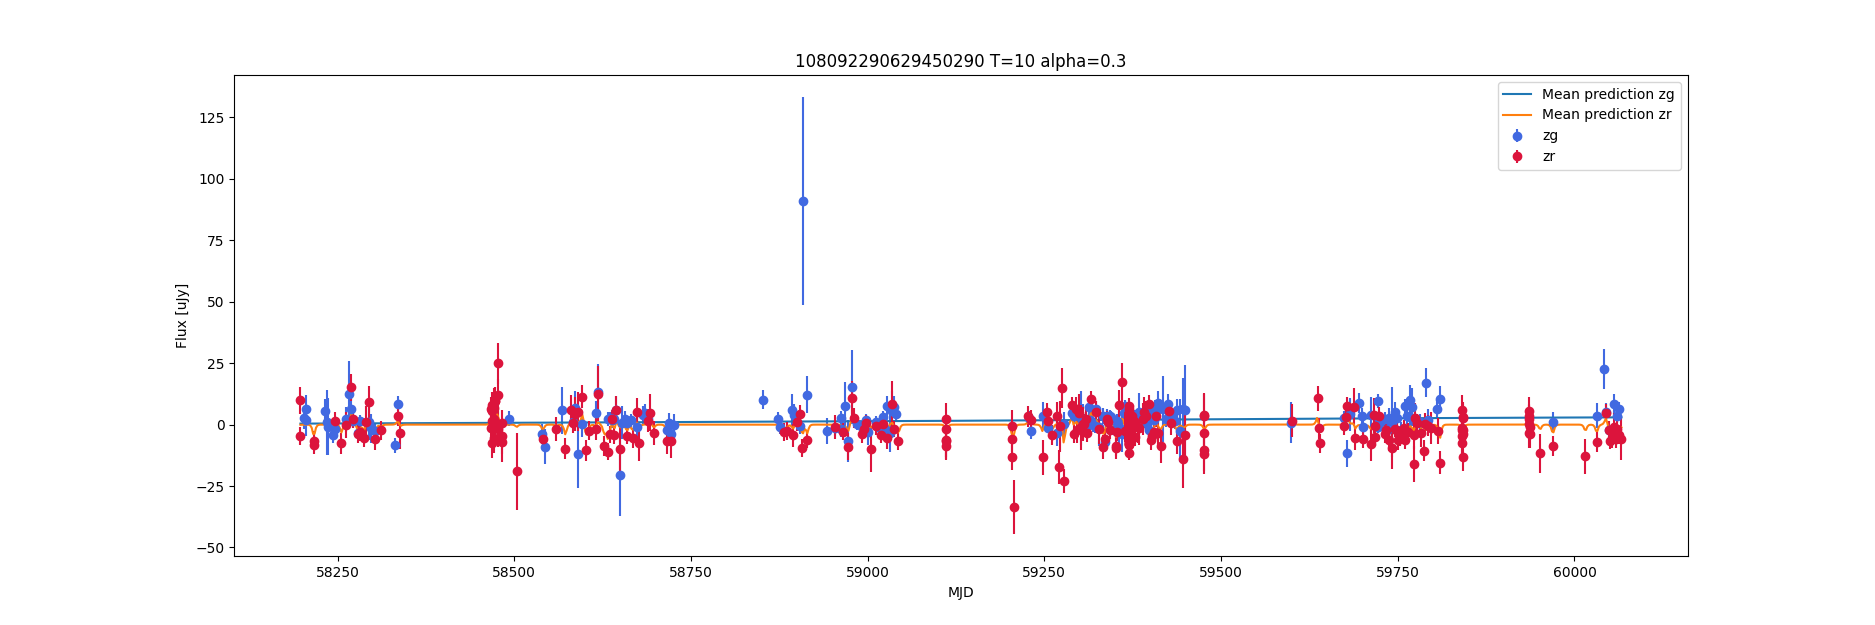 108092290629450290 T=10 alpha=0.3
Mean prediction zg
Mean prediction zr
zg
zr
Flux [uJy]
125
100
75
50
25
0
−25
−50
58250 58500 58750 59000 59250 59500 59750 60000
MJD